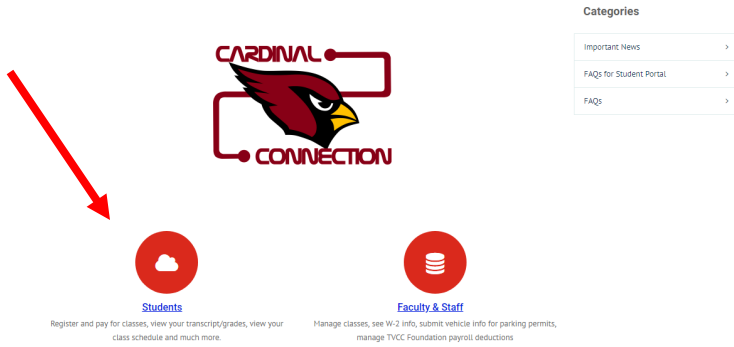 Categories
Important News
FAQs for Student Portal
FAQs
CARDINAL
CONNECTION
Students
Register and pay for classes, view your transcript/grades, view your
class schedule and much more.
Faculty & Staff
Manage classes, see W-2 info, submit vehicle info for parking permits,
manage TVCC Foundation payroll deductions